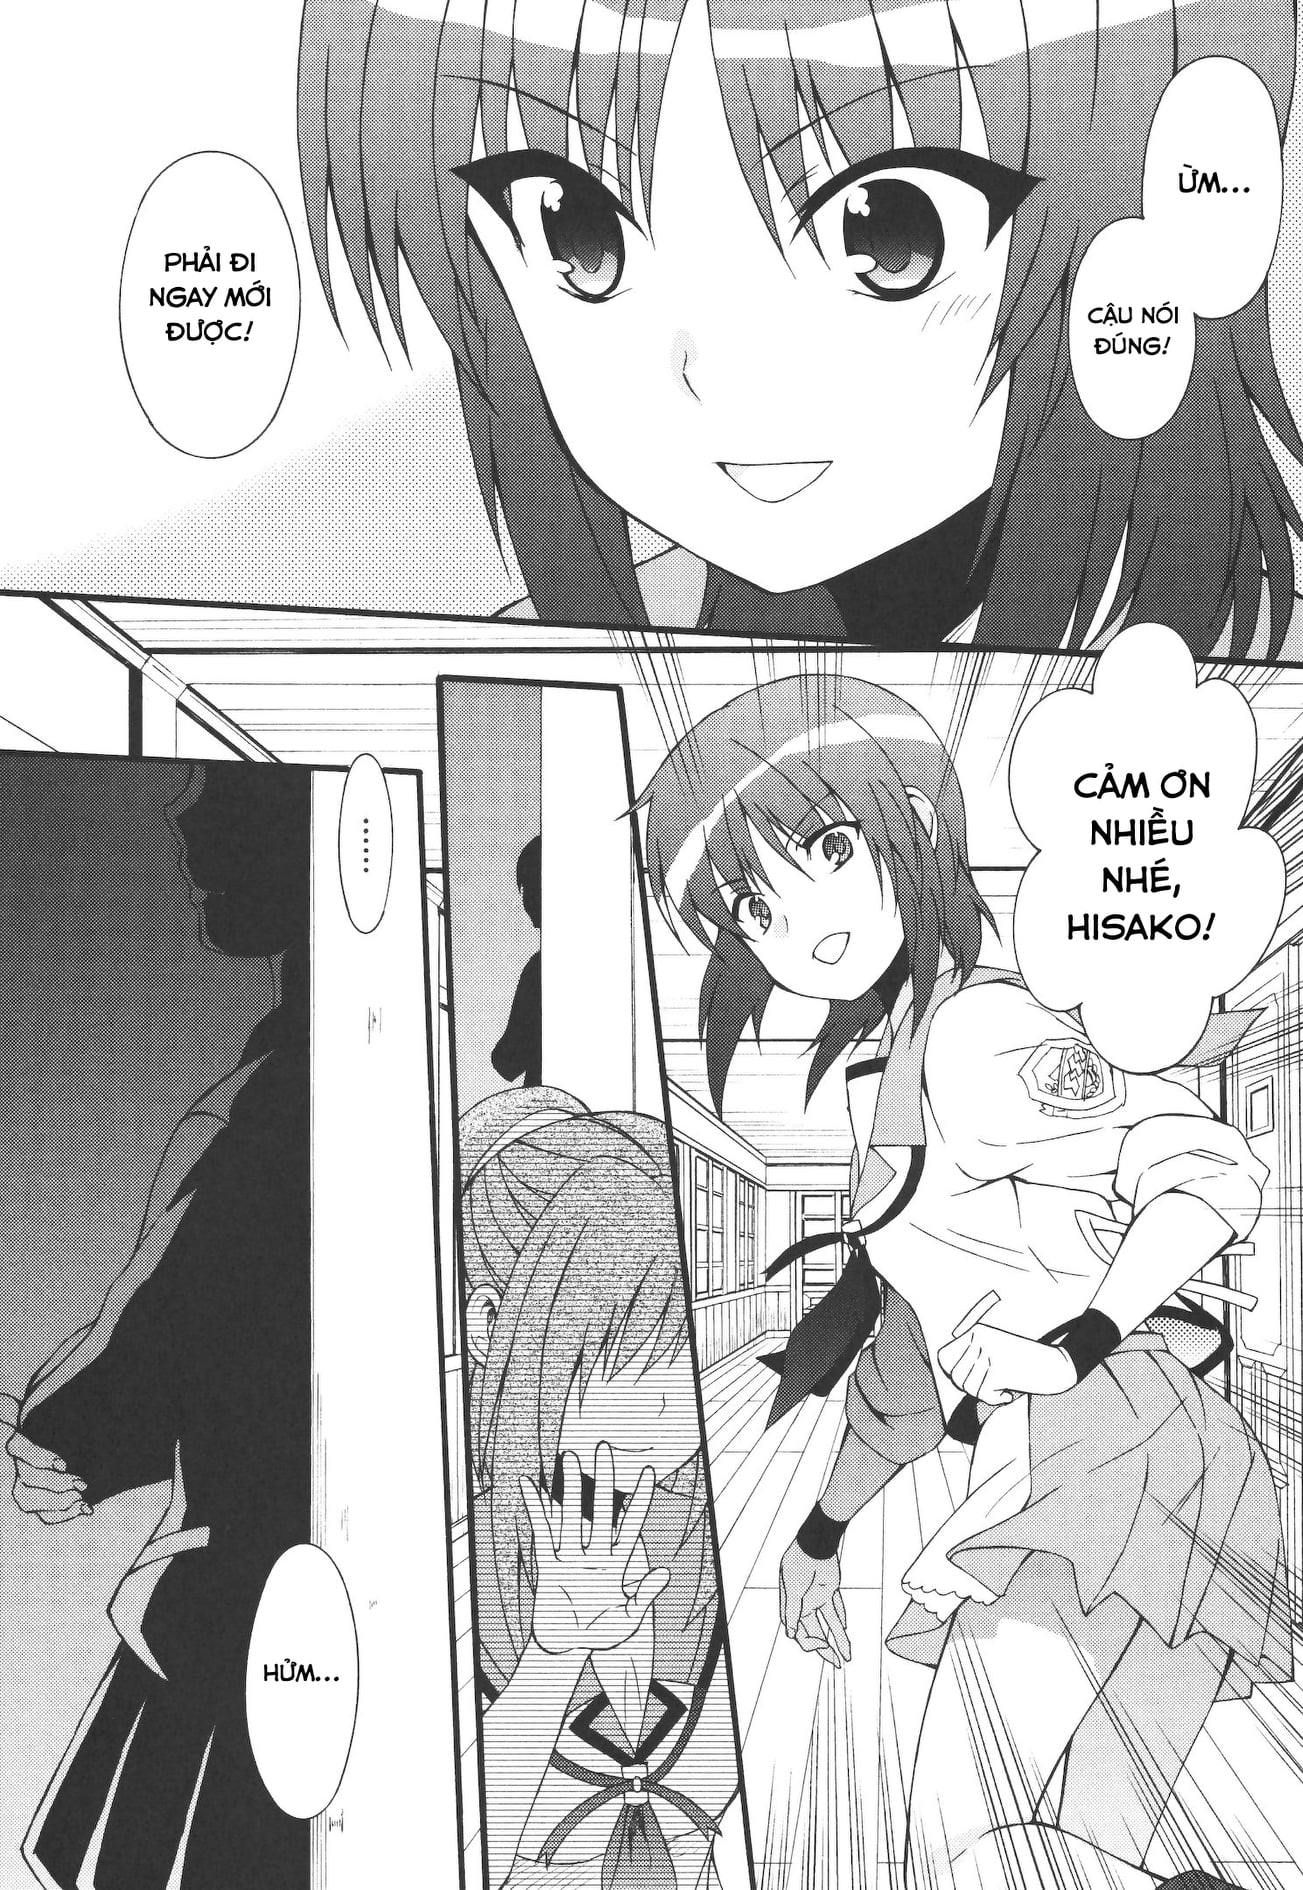 ỪM...
CẬU NÓI
ĐÚNG!
PHẢI ĐI
NGAY MỚI
ĐƯỢC!
CẢM ƠN
NHIỀU
NHÉ,
HISAKO!
......
HỬM...